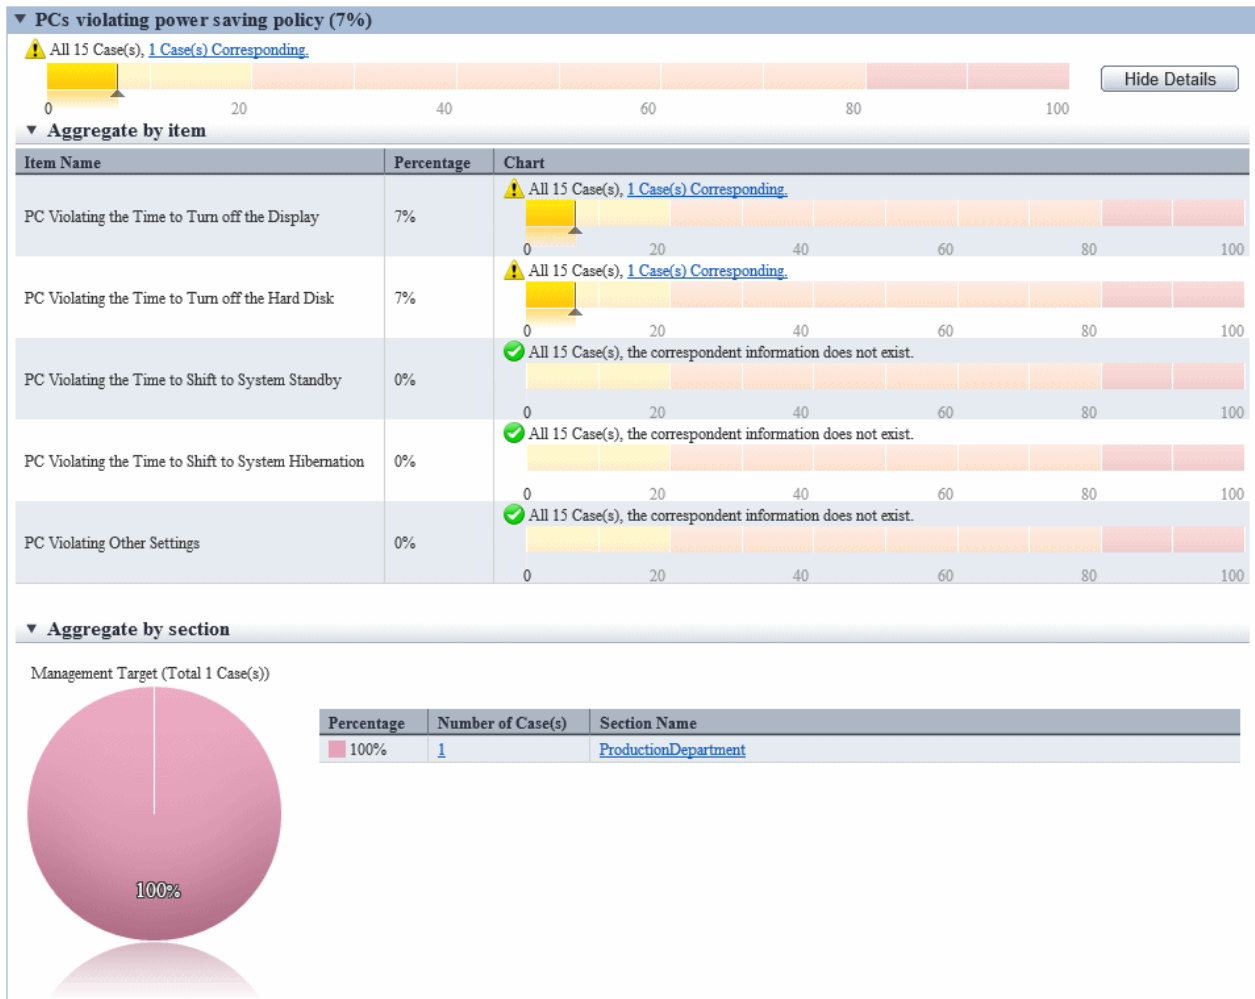 PCs violating power saving policy (7%)
All 15 Case(s), 1 Case(s) Corresponding.
Hide Details
0 20 40 60 80 100
Aggregate by item
Item Name Percentage Chart
All 15 Case(s), 1 Case(s) Corresponding.
PC Violating the Time to Turn off the Display 7%
0 20 40 60 80 100
All 15 Case(s), 1 Case(s) Corresponding.
PC Violating the Time to Turn off the Hard Disk 7%
0 20 40 60 80 100
All 15 Case(s), the correspondent information does not exist.
PC Violating the Time to Shift to System Standby 0%
0 20 40 60 80 100
All 15 Case(s), the correspondent information does not exist.
PC Violating the Time to Shift to System Hibernation 0%
0 20 40 60 80 100
All 15 Case(s), the correspondent information does not exist.
PC Violating Other Settings 0%
0 20 40 60 80 100
Aggregate by section
Management Target (Total 1 Case(s))
Percentage Number of Case(s) Section Name
100% 1 ProductionDepartment
100%